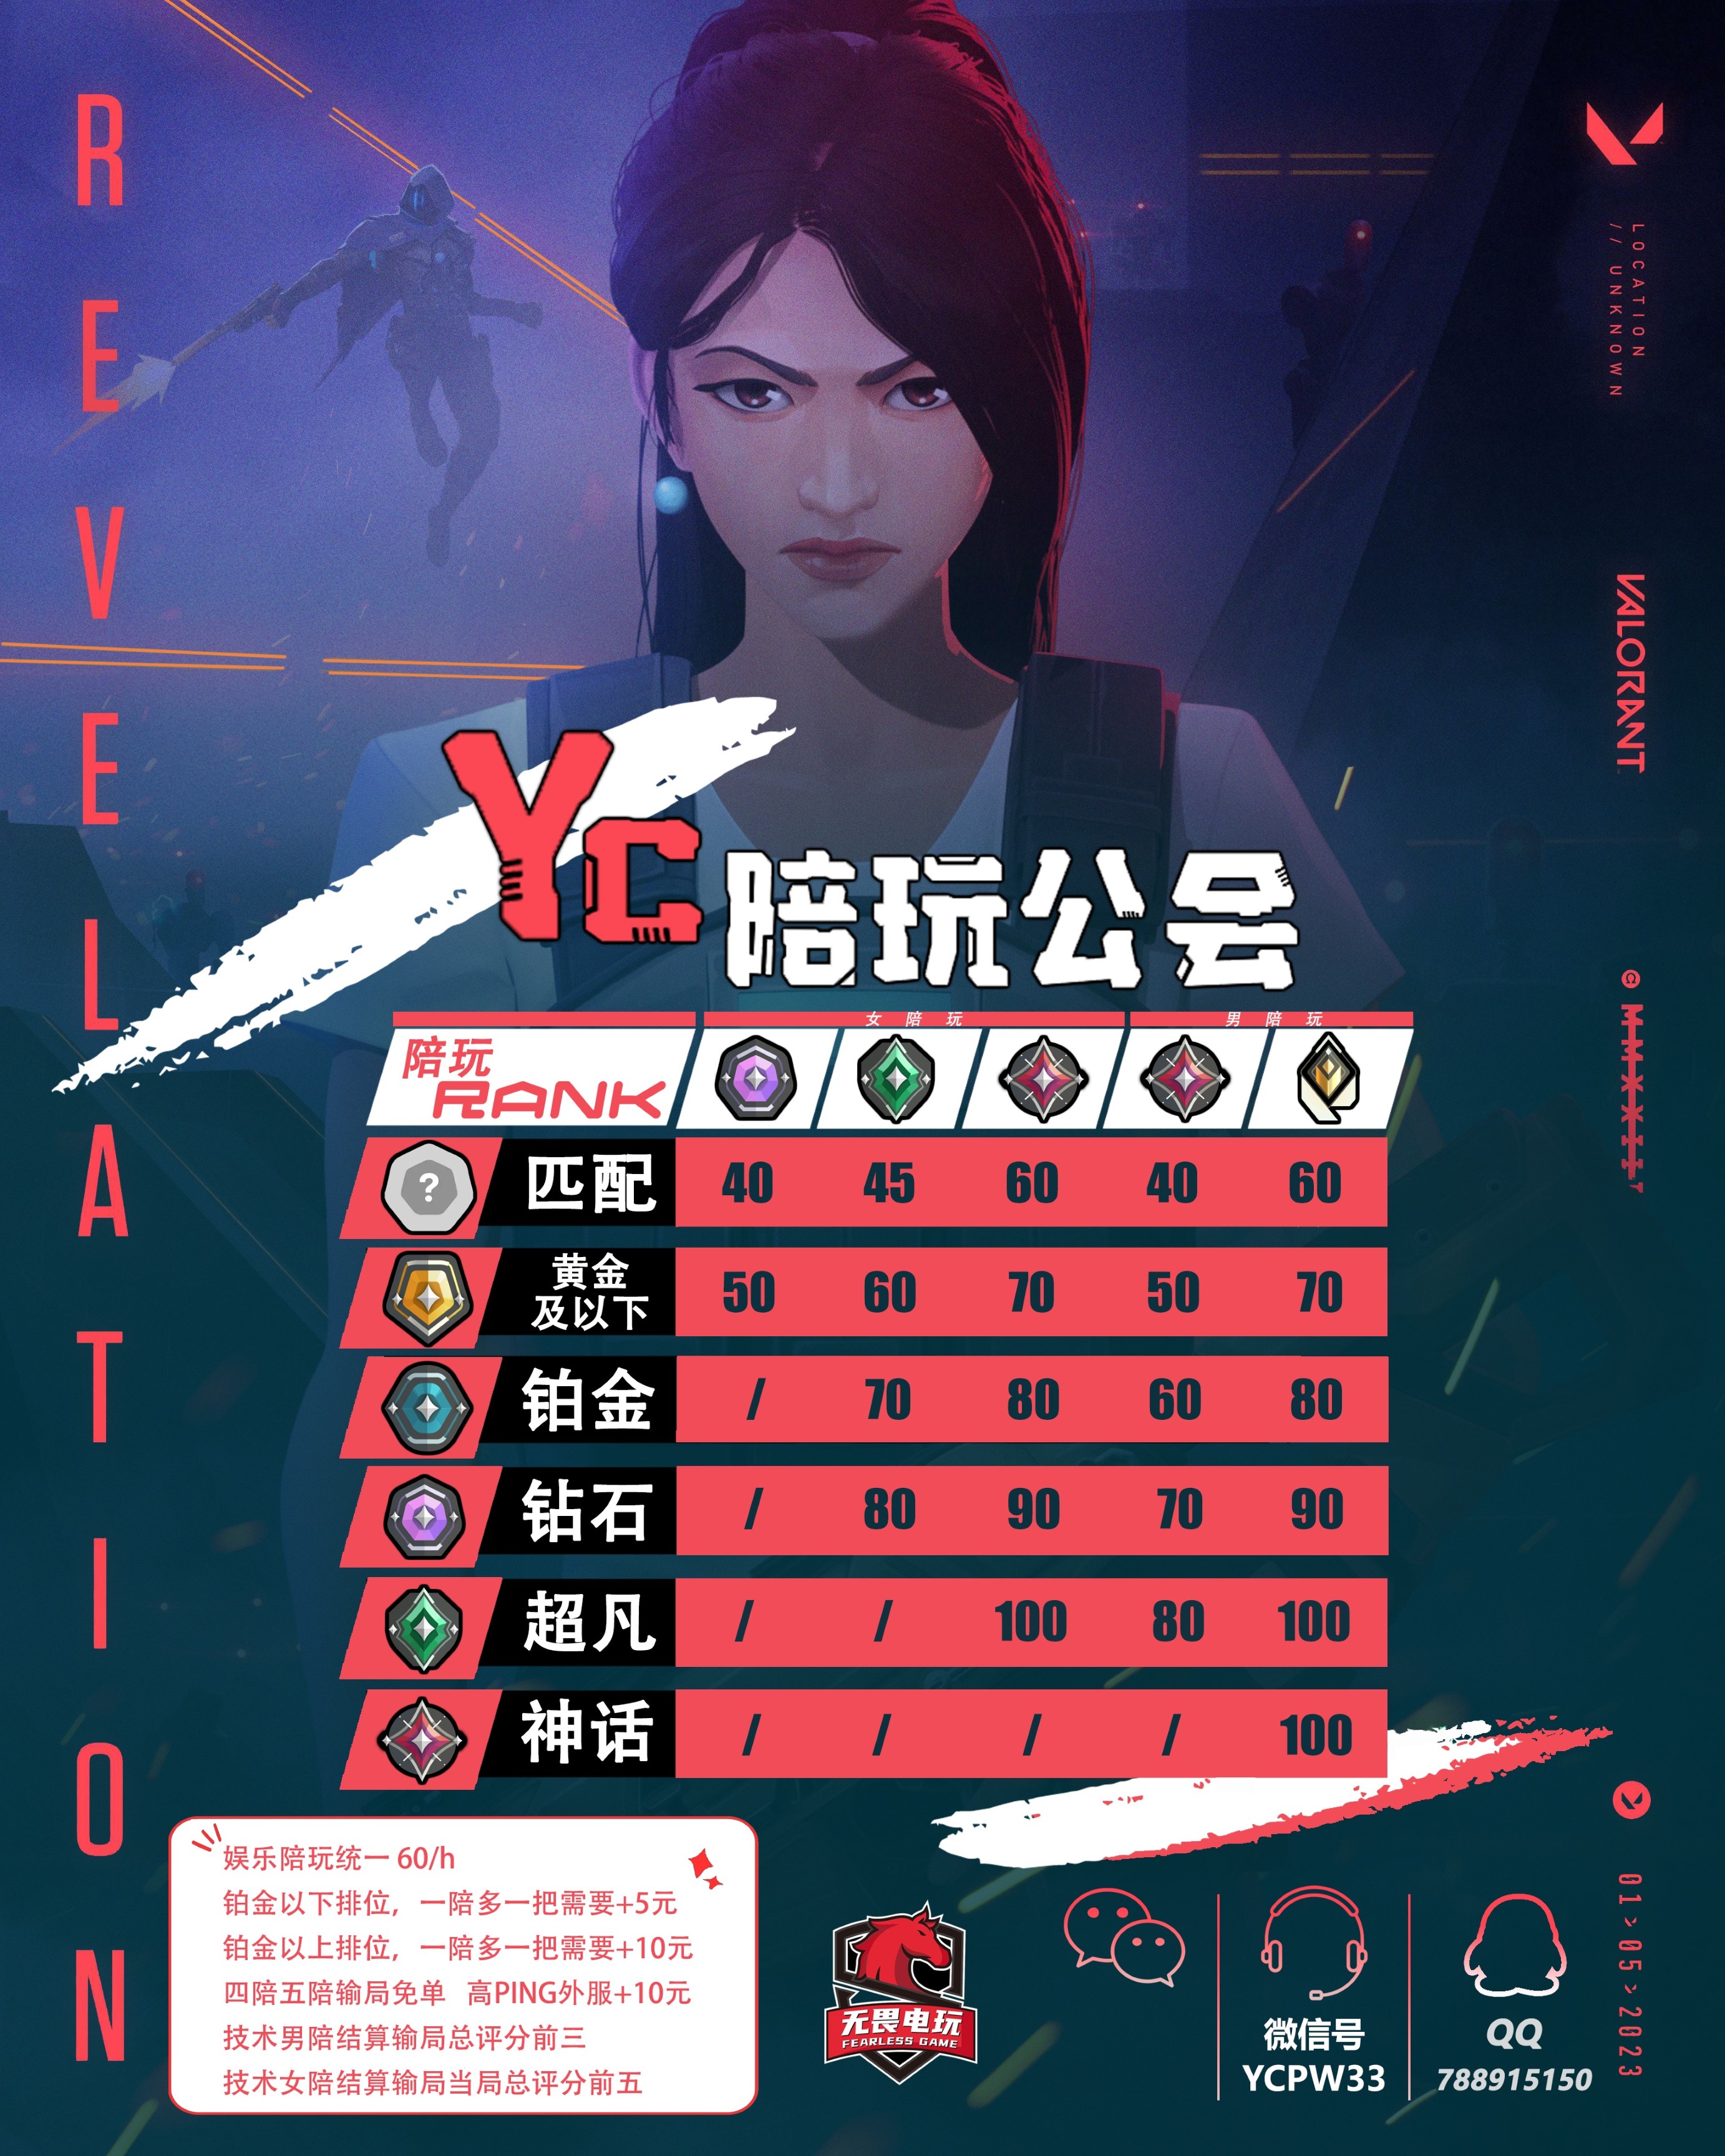 REVELATION
LOCATION
// UNKNOWN
VALORANT
YC陪玩公会
女陪玩
男陪玩
陪玩
RANK
?
匹配 40 45 60 40 60
黄金
及以下 50 60 70 50 70
铂金 / 70 80 60 80
钻石 / 80 90 70 90
超凡 / / 100 80 100
神话 / / / / 100
娱乐陪玩统一 60/h
铂金以下排位，一陪多一把需要+5元
铂金以上排位，一陪多一把需要+10元
四陪五陪输局免单 高PING外服+10元
技术男陪结算输局总评分前三
技术女陪结算输局当局总评分前五
无畏电玩
FEARLESS GAME
微信号
YCPW33
QQ
788915150
01>05>2023